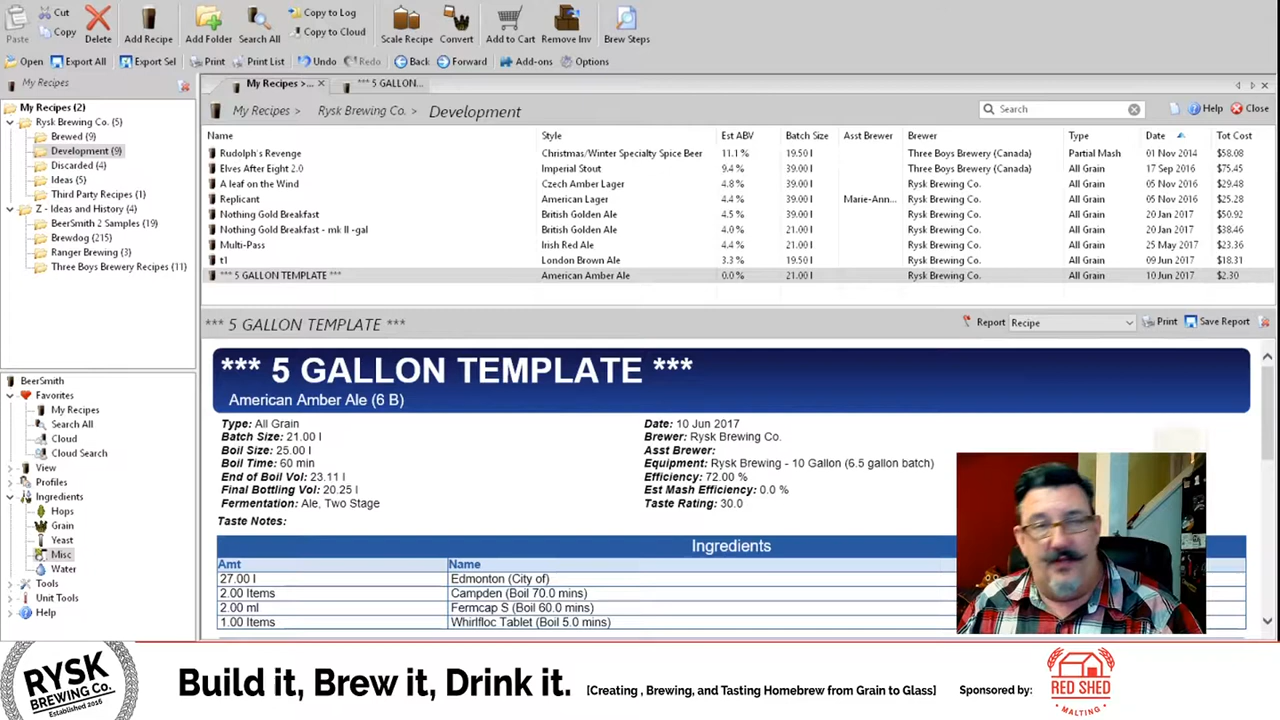 Paste
Cut
Copy
Delete
Add Recipe
Add Folder
Search All
Copy to Log
Copy to Cloud
Scale Recipe
Convert
Add to Cart
Remove Inv
Brew Steps
Open
Export All
Export Sel
Print
Print List
Undo
Redo
Back
Forward
Add-ons
Options
My Recipes
My Recipes >...
*** 5 GALLON...
My Recipes (2)
Rysk Brewing Co. (5)
Brewed (9)
Development (9)
Discarded (4)
Ideas (5)
Third Party Recipes (1)
Z - Ideas and History (4)
BeerSmith 2 Samples (19)
Brewdog (215)
Ranger Brewing (3)
Three Boys Brewery Recipes (11)
BeerSmith
Favorites
My Recipes
Search All
Cloud
Cloud Search
View
Profiles
Ingredients
Hops
Grain
Yeast
Misc
Water
Tools
Unit Tools
Help
My Recipes > Rysk Brewing Co. > Development
Search
Help
Close
Name Style Est ABV Batch Size Asst Brewer Brewer Type Date Tot Cost
Rudolph's Revenge Christmas/Winter Specialty Spice Beer 11.1 % 19.50 l Three Boys Brewery (Canada) Partial Mash 01 Nov 2014 $58.08
Elves After Eight 2.0 Imperial Stout 9.4 % 39.00 l Three Boys Brewery (Canada) All Grain 17 Sep 2016 $75.45
A leaf on the Wind Czech Amber Lager 4.8 % 39.00 l Rysk Brewing Co. All Grain 05 Nov 2016 $29.48
Replicant American Lager 4.4 % 39.00 l Marie-Ann... Rysk Brewing Co. All Grain 05 Nov 2016 $25.28
Nothing Gold Breakfast British Golden Ale 4.5 % 39.00 l Rysk Brewing Co. All Grain 20 Jan 2017 $50.92
Nothing Gold Breakfast - mk II -gal British Golden Ale 4.0 % 21.00 l Rysk Brewing Co. All Grain 20 Jan 2017 $38.46
Multi-Pass Irish Red Ale 4.4 % 21.00 l Rysk Brewing Co. All Grain 25 May 2017 $23.36
t1 London Brown Ale 3.3 % 19.50 l Rysk Brewing Co. All Grain 09 Jun 2017 $18.31
*** 5 GALLON TEMPLATE *** American Amber Ale 0.0 % 21.00 l Rysk Brewing Co. All Grain 10 Jun 2017 $2.30
*** 5 GALLON TEMPLATE ***
Report Recipe
Print
Save Report
*** 5 GALLON TEMPLATE ***
American Amber Ale (6 B)
Type: All Grain
Batch Size: 21.00 l
Boil Size: 25.00 l
Boil Time: 60 min
End of Boil Vol: 23.11 l
Final Bottling Vol: 20.25 l
Fermentation: Ale, Two Stage
Taste Notes:
Date: 10 Jun 2017
Brewer: Rysk Brewing Co.
Asst Brewer:
Equipment: Rysk Brewing - 10 Gallon (6.5 gallon batch)
Efficiency: 72.00 %
Est Mash Efficiency: 0.0 %
Taste Rating: 30.0
Ingredients
Amt Name
27.00 l Edmonton (City of)
2.00 Items Campden (Boil 70.0 mins)
2.00 ml Fermcap S (Boil 60.0 mins)
1.00 Items Whirlfloc Tablet (Boil 5.0 mins)
RYSK
BREWING Co.
Established 2016
Build it, Brew it, Drink it.
[Creating , Brewing, and Tasting Homebrew from Grain to Glass]
Sponsored by:
RED SHED
MALTING